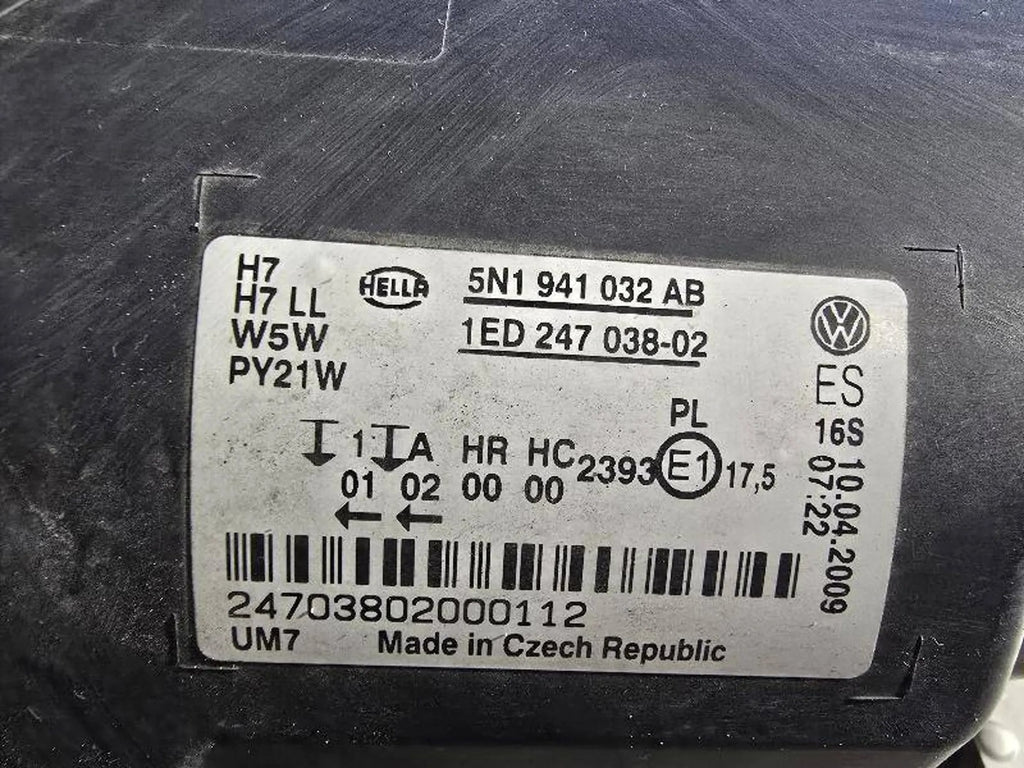 H7
H7 LL
W5W
PY21W
HELLA
5N1 941 032 AB
1ED 247 038-02
ES
16S 10.04.2009
07:22
PL
1 A HR HC 2393 E1 17,5
01 02 00 00
24703802000112
UM7 Made in Czech Republic